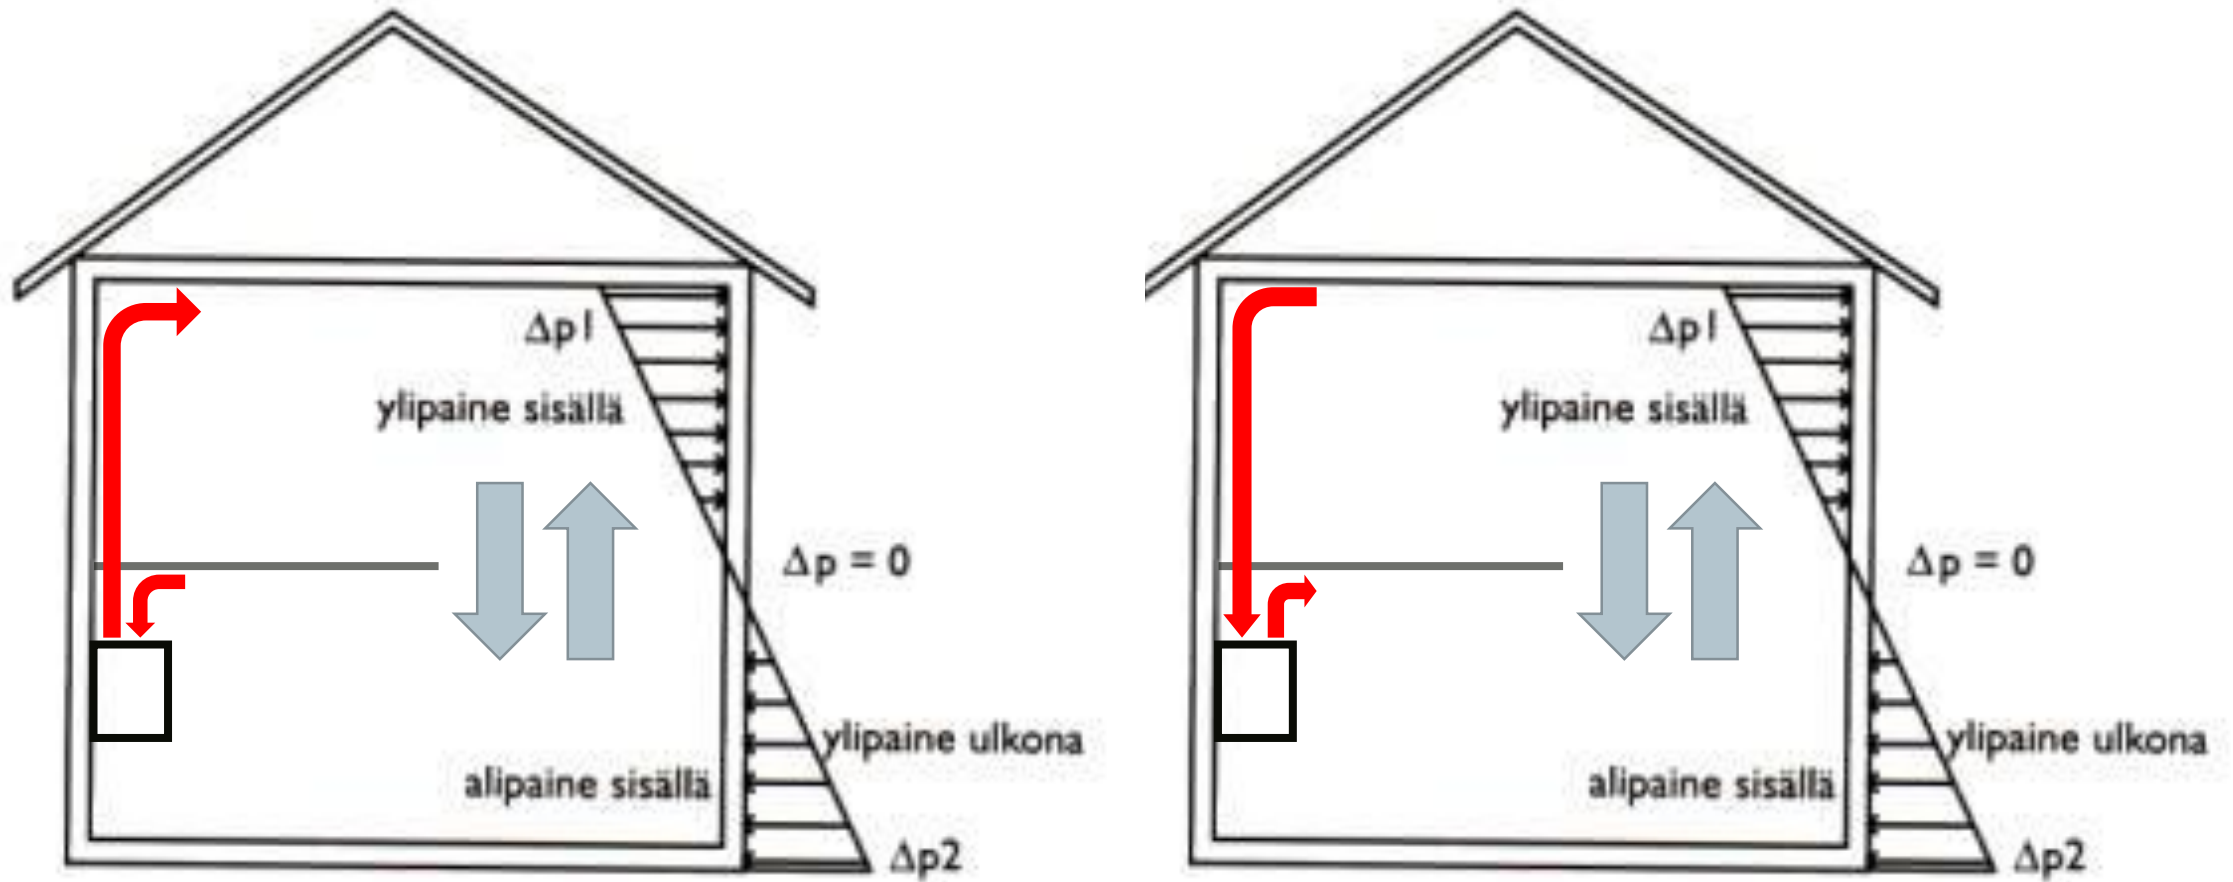 Δp1
ylipaine sisällä
Δp = 0
ylipaine ulkona
alipaine sisällä
Δp2
Δp1
ylipaine sisällä
Δp = 0
ylipaine ulkona
alipaine sisällä
Δp2